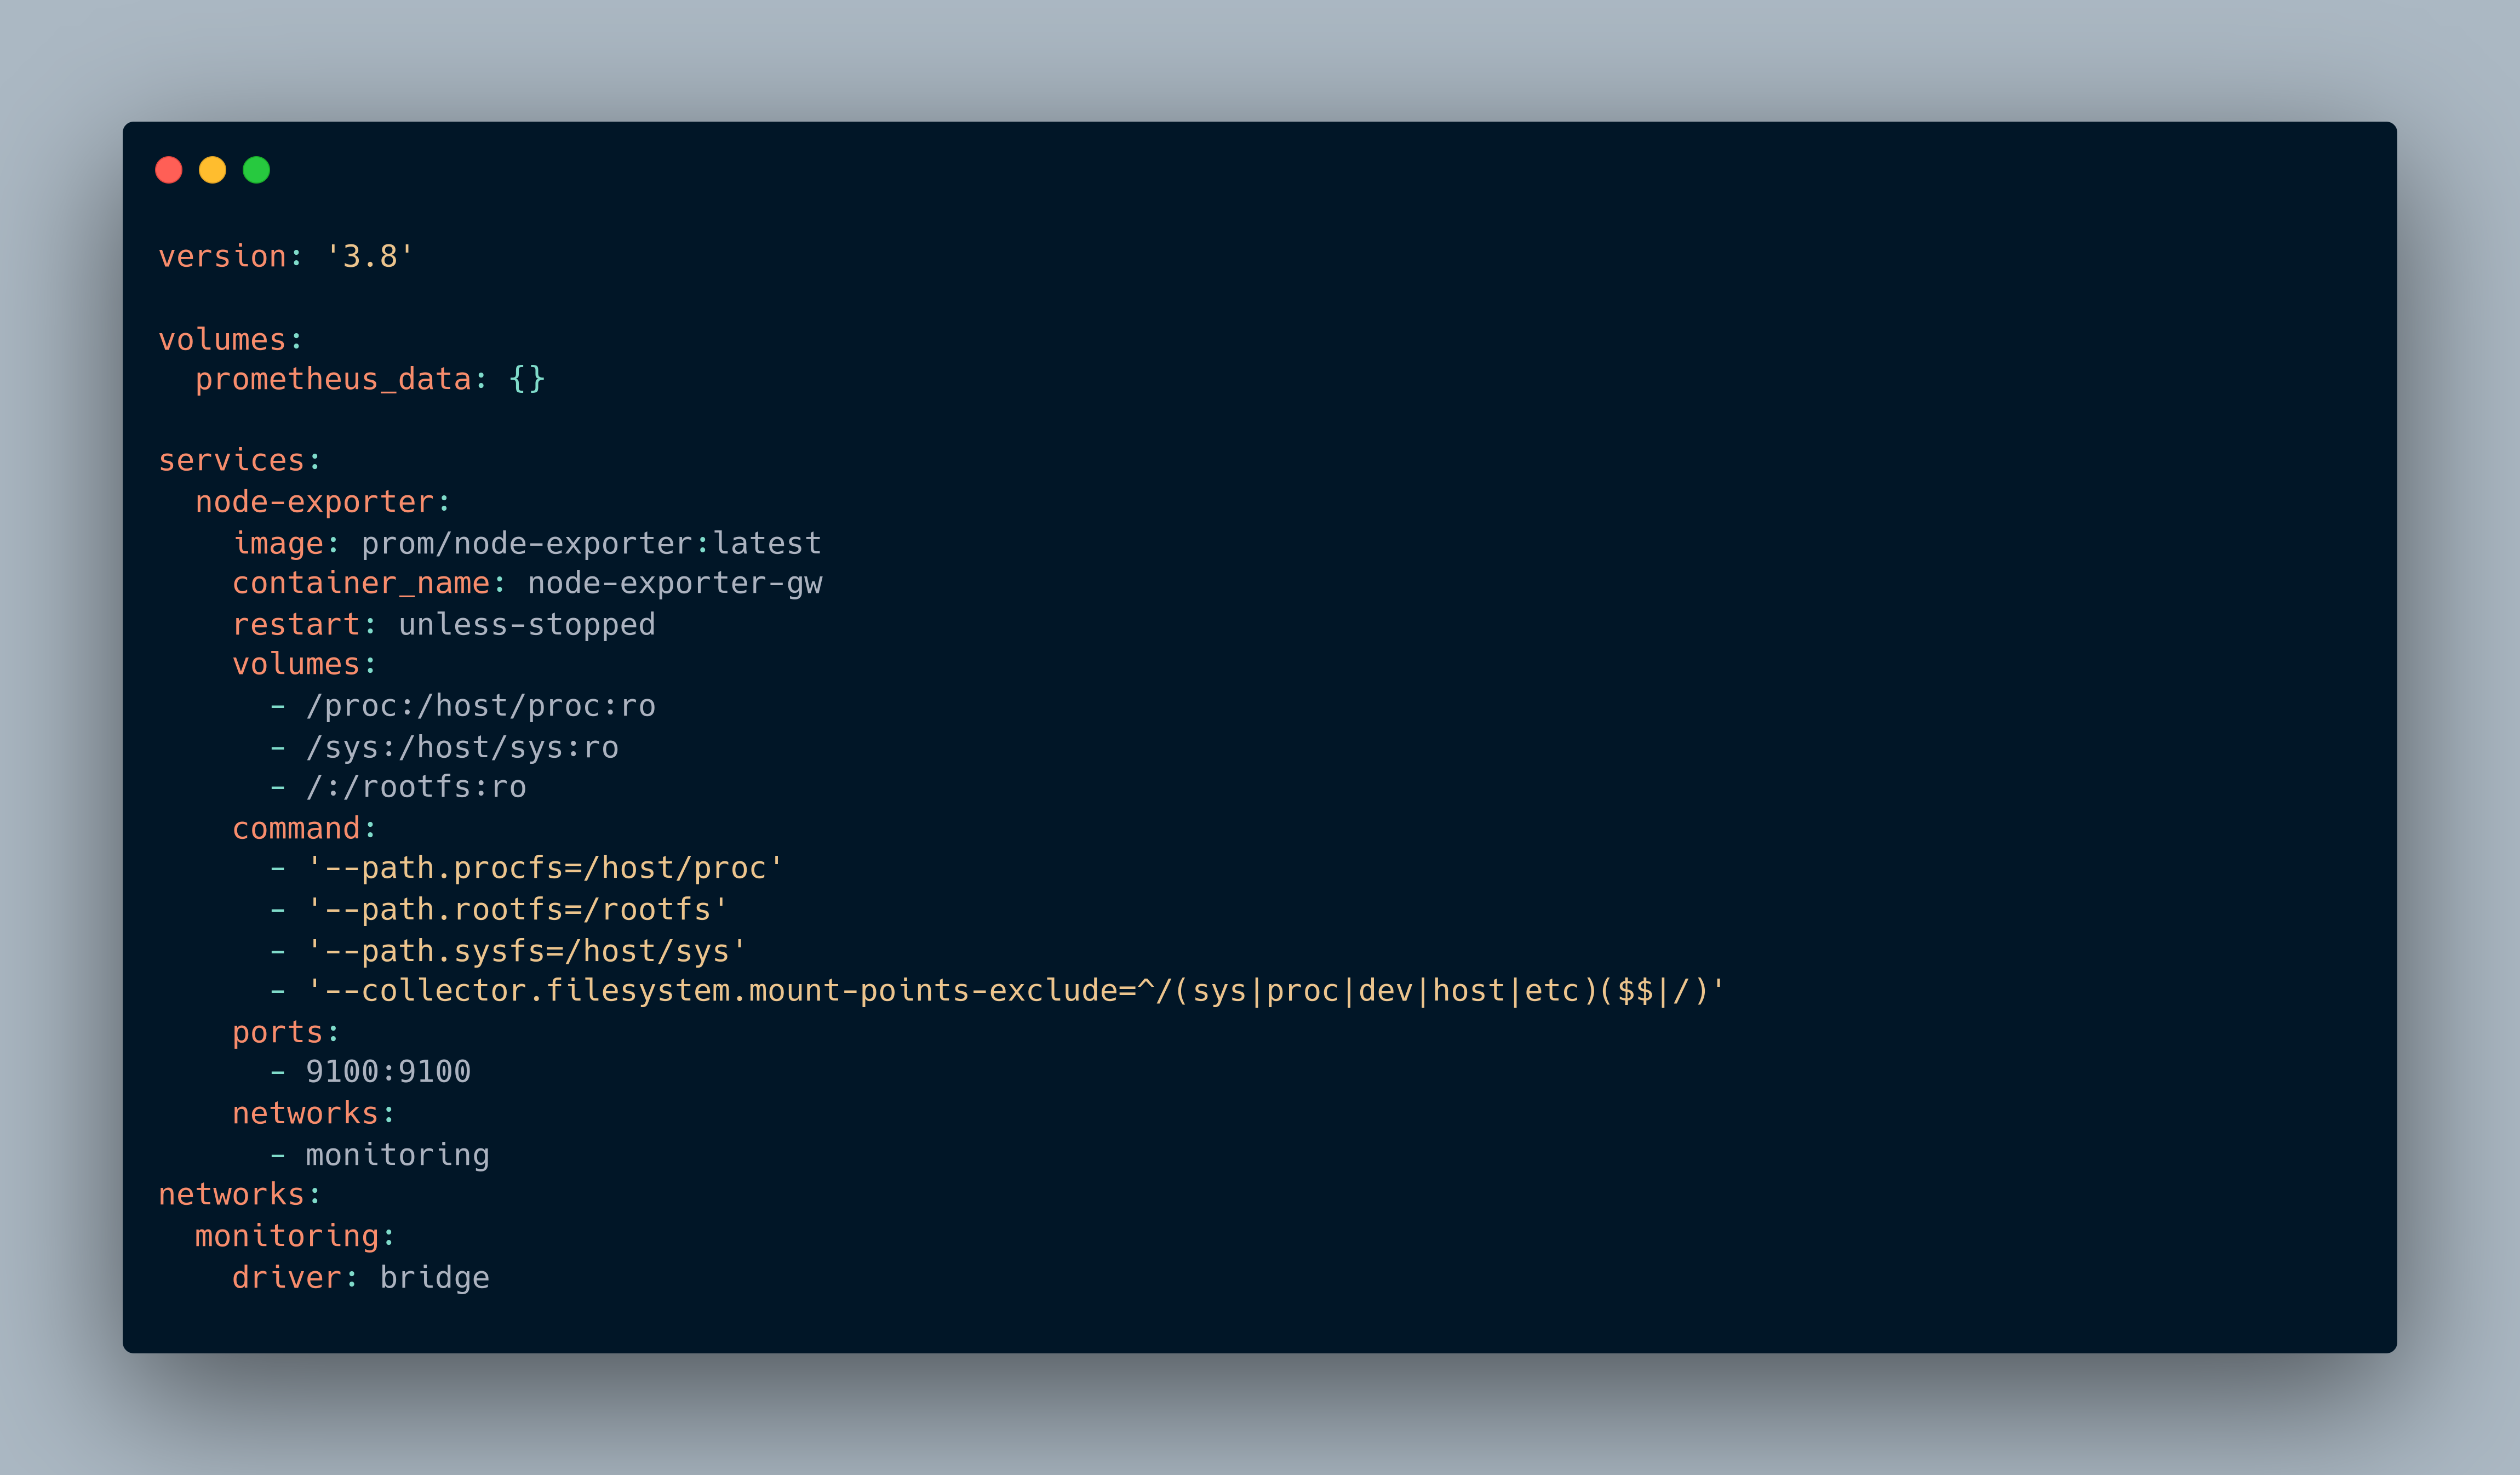 version: '3.8'

volumes:
  prometheus_data: {}

services:
  node-exporter:
    image: prom/node-exporter:latest
    container_name: node-exporter-gw
    restart: unless-stopped
    volumes:
      - /proc:/host/proc:ro
      - /sys:/host/sys:ro
      - /:/rootfs:ro
    command:
      - '--path.procfs=/host/proc'
      - '--path.rootfs=/rootfs'
      - '--path.sysfs=/host/sys'
      - '--collector.filesystem.mount-points-exclude=^/(sys|proc|dev|host|etc)($$|/)'
    ports:
      - 9100:9100
    networks:
      - monitoring
networks:
  monitoring:
    driver: bridge